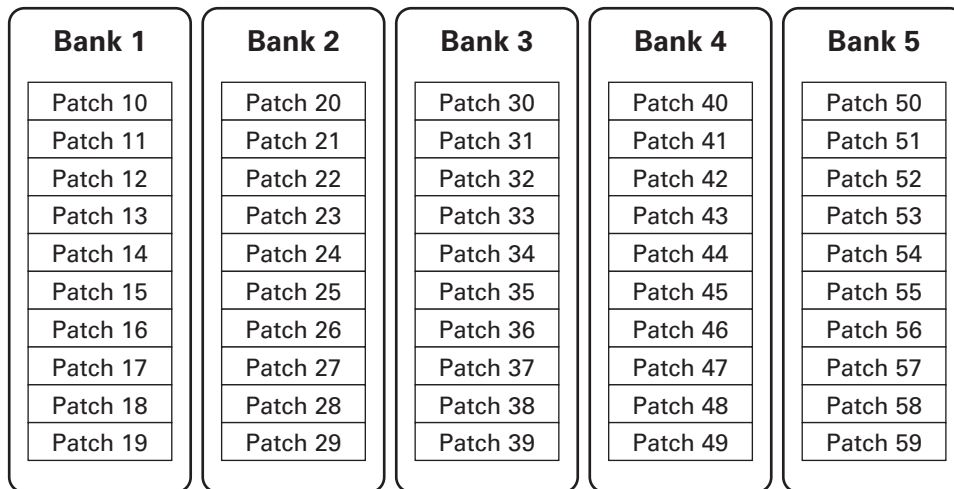 Bank 1
Patch 10
Patch 11
Patch 12
Patch 13
Patch 14
Patch 15
Patch 16
Patch 17
Patch 18
Patch 19
Bank 2
Patch 20
Patch 21
Patch 22
Patch 23
Patch 24
Patch 25
Patch 26
Patch 27
Patch 28
Patch 29
Bank 3
Patch 30
Patch 31
Patch 32
Patch 33
Patch 34
Patch 35
Patch 36
Patch 37
Patch 38
Patch 39
Bank 4
Patch 40
Patch 41
Patch 42
Patch 43
Patch 44
Patch 45
Patch 46
Patch 47
Patch 48
Patch 49
Bank 5
Patch 50
Patch 51
Patch 52
Patch 53
Patch 54
Patch 55
Patch 56
Patch 57
Patch 58
Patch 59